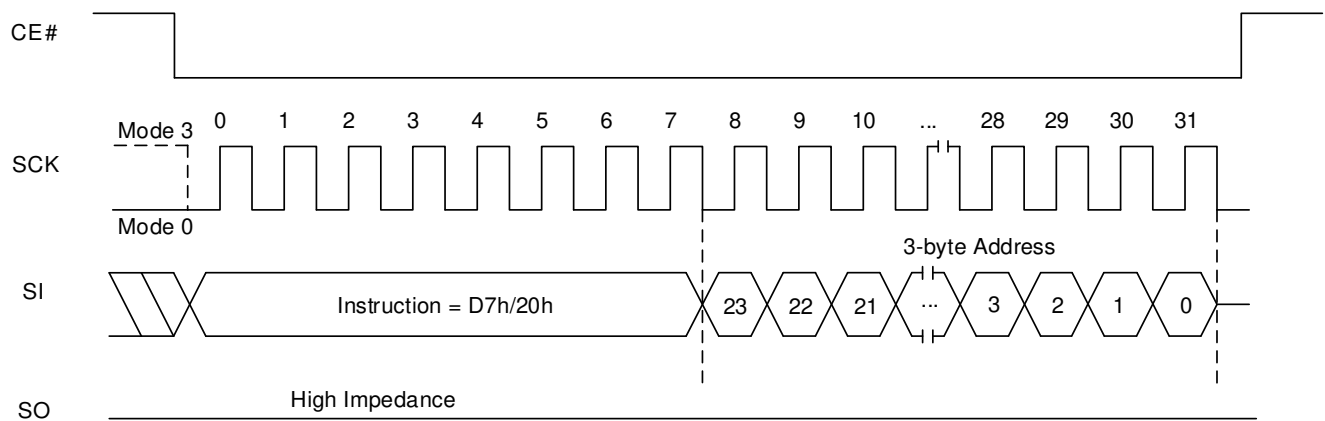 CE#
Mode 3 0 1 2 3 4 5 6 7 8 9 10 ... 28 29 30 31
SCK
Mode 0
3-byte Address
SI Instruction = D7h/20h 23 22 21 ... 3 2 1 0
High Impedance
SO